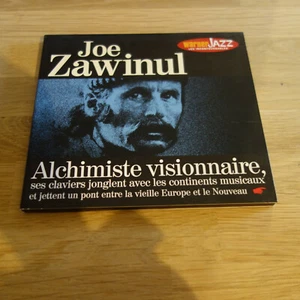 Joe
Zawinul
warner JAZZ
Alchimiste visionnaire,
ses claviers jonglent avec les continents musicaux
et jettent un pont entre la vieille Europe et le Nouveau